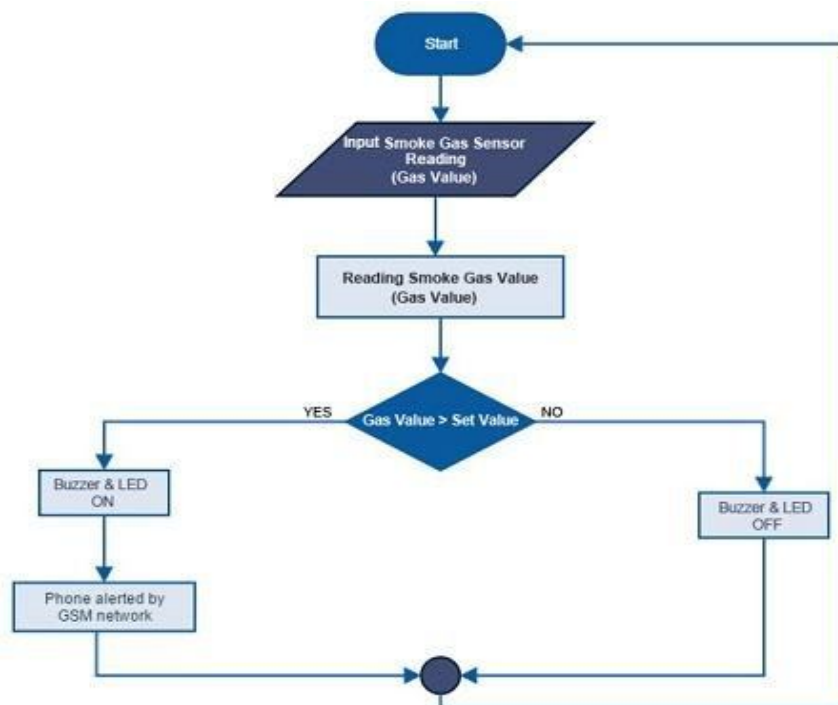 Start
Input Smoke Gas Sensor
Reading
(Gas Value)
Reading Smoke Gas Value
(Gas Value)
Gas Value > Set Value
YES
NO
Buzzer & LED
ON
Buzzer & LED
OFF
Phone alerted by
GSM network